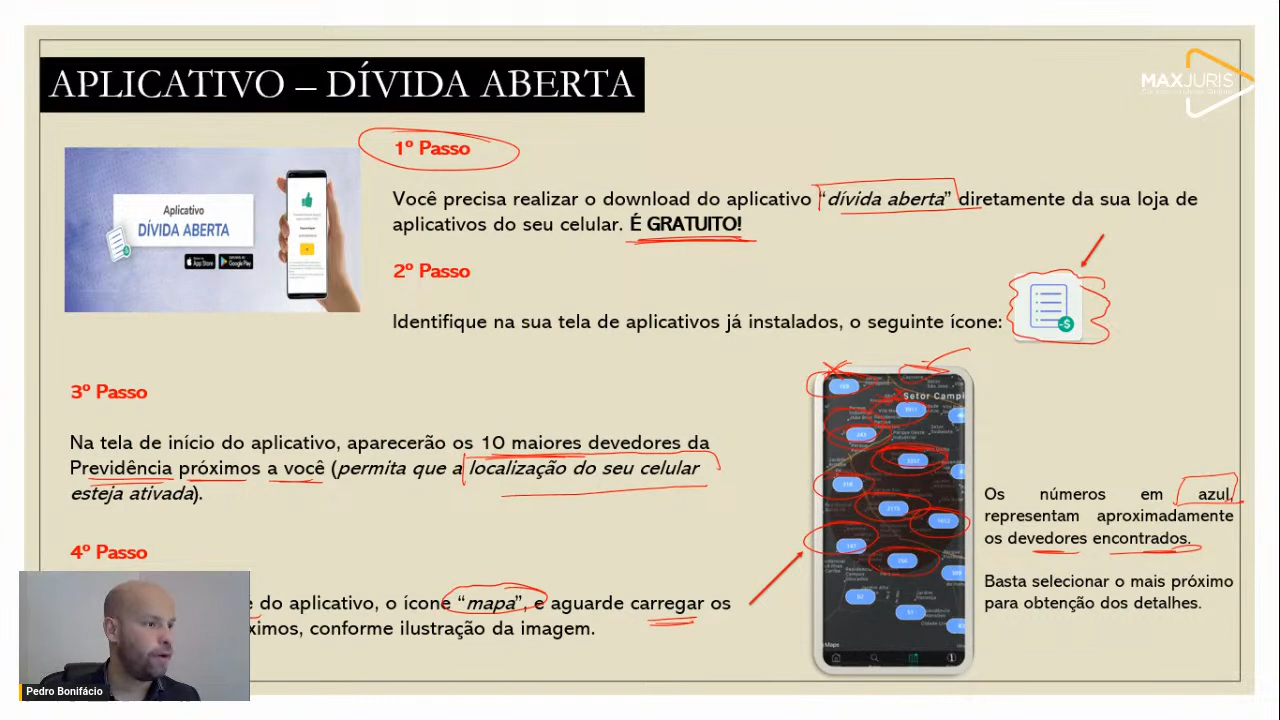 APLICATIVO – DÍVIDA ABERTA
MAXJURIS
1º Passo
Você precisa realizar o download do aplicativo “dívida aberta” diretamente da sua loja de
aplicativos do seu celular. É GRATUITO!
Aplicativo
DÍVIDA ABERTA
App Store
Google Play
2º Passo
Identifique na sua tela de aplicativos já instalados, o seguinte ícone:
-$
3º Passo
Na tela de início do aplicativo, aparecerão os 10 maiores devedores da
Previdência próximos a você (permita que a localização do seu celular
esteja ativada).
4º Passo
do aplicativo, o ícone “mapa”, e aguarde carregar os
ximos, conforme ilustração da imagem.
Setor Campi
Maps
Os números em azul,
representam aproximadamente
os devedores encontrados.
Basta selecionar o mais próximo
para obtenção dos detalhes.
Pedro Bonifácio